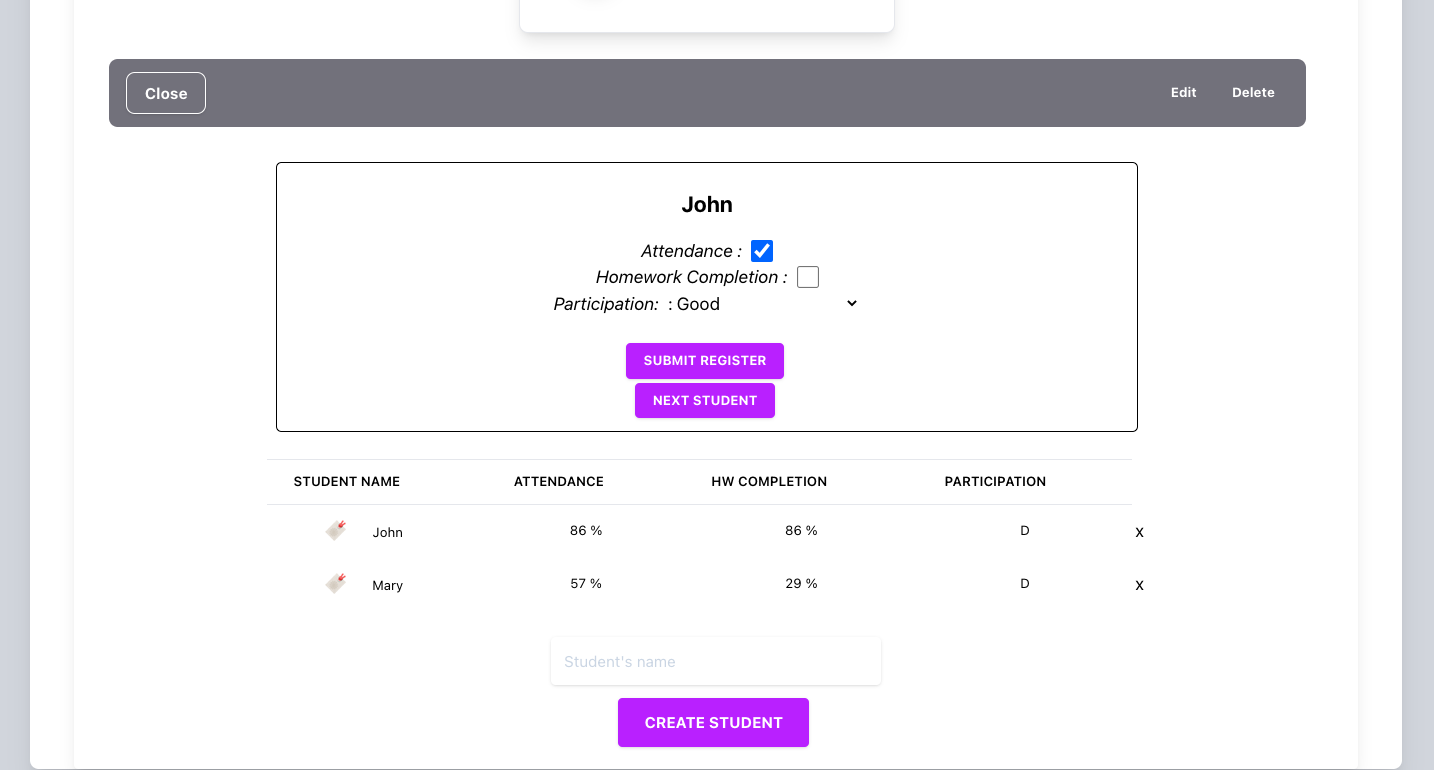 Close Edit Delete
John
Attendance :
Homework Completion :
Participation: : Good
SUBMIT REGISTER
NEXT STUDENT
STUDENT NAME ATTENDANCE HW COMPLETION PARTICIPATION
John 86 % 86 % D X
Mary 57 % 29 % D X
Student's name
CREATE STUDENT